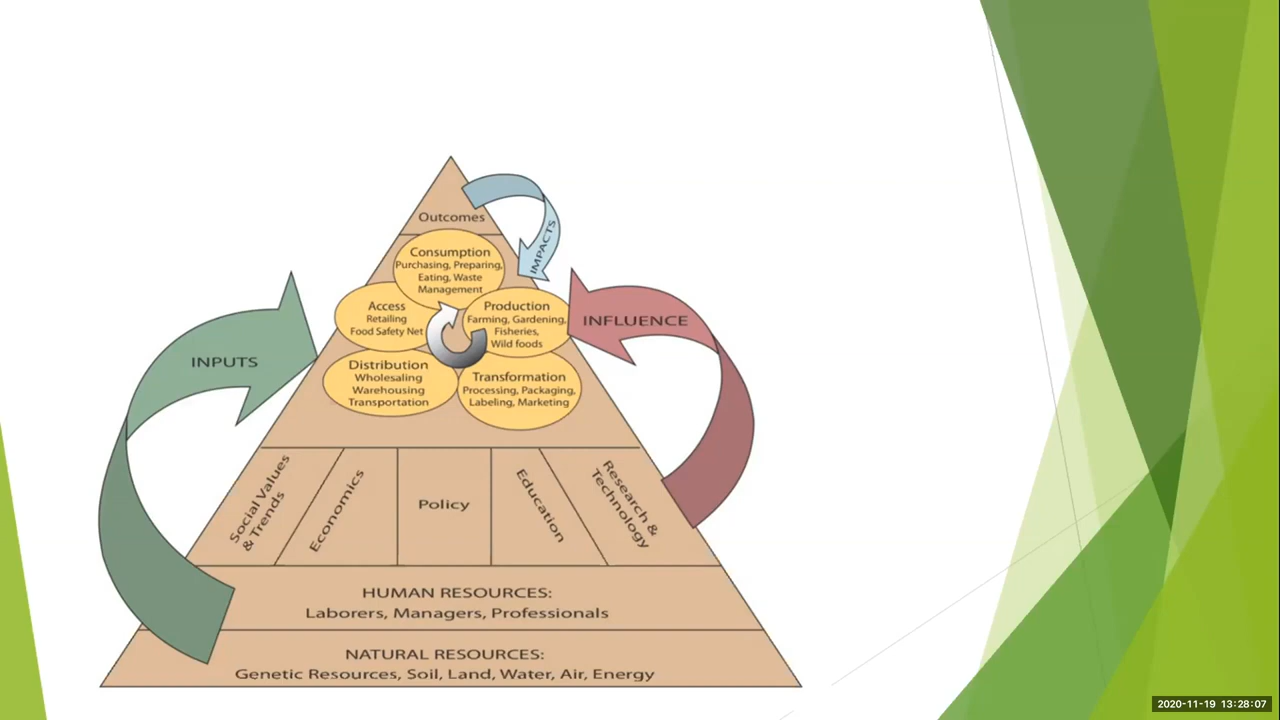 Outcomes
IMPACTS
Consumption
Purchasing, Preparing,
Eating, Waste
Management
Access
Retailing
Food Safety Net
Production
Farming, Gardening,
Fisheries,
Wild foods
Distribution
Wholesaling
Warehousing
Transportation
Transformation
Processing, Packaging,
Labeling, Marketing
INPUTS
INFLUENCE
Social Values
& Trends
Economics
Policy
Education
Research &
Technology
HUMAN RESOURCES:
Laborers, Managers, Professionals
NATURAL RESOURCES:
Genetic Resources, Soil, Land, Water, Air, Energy
2020-11-19 13:28:07